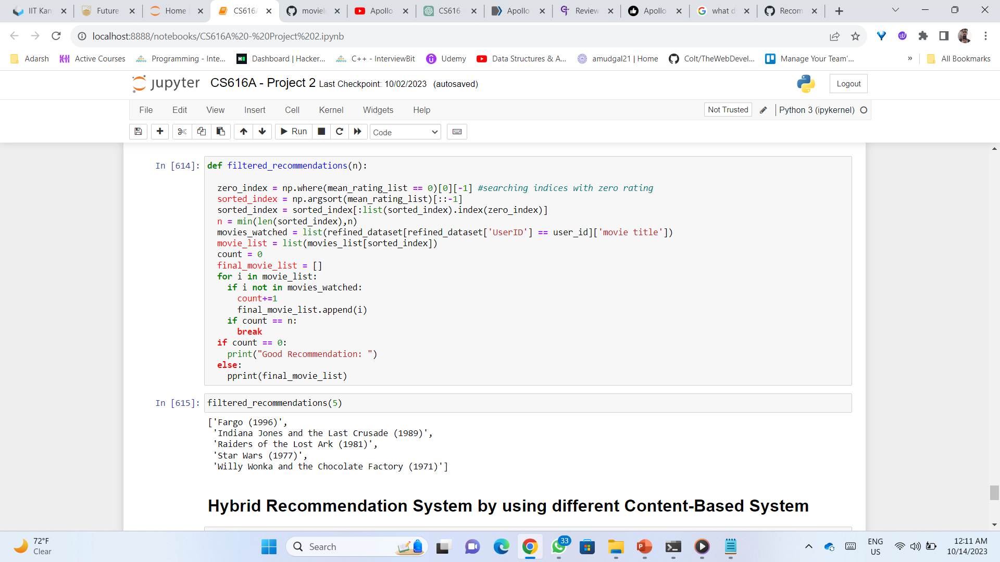 IIT Kan
Future
Home
CS616A
moviel
Apollo
CS616
Apollo
Review
Apollo
what d
Recom
localhost:8888/notebooks/CS616A%20-%20Project%202.ipynb
Adarsh
Active Courses
Programming - Inte...
Dashboard | Hacker...
C++ - InterviewBit
Udemy
Data Structures & A...
amudgal21 | Home
Colt/TheWebDevel...
Manage Your Team'...
»
All Bookmarks
jupyter CS616A - Project 2 Last Checkpoint: 10/02/2023 (autosaved)
Logout
File Edit View Insert Cell Kernel Widgets Help
Not Trusted
Python 3 (ipykernel)
Run
Code
In [614]:
def filtered_recommendations(n):
zero_index = np.where(mean_rating_list == 0)[0][-1] #searching indices with zero rating
sorted_index = np.argsort(mean_rating_list)[::-1]
sorted_index = sorted_index[:list(sorted_index).index(zero_index)]
n = min(len(sorted_index),n)
movies_watched = list(refined_dataset[refined_dataset['UserID'] == user_id]['movie title'])
movie_list = list(movies_list[sorted_index])
count = 0
final_movie_list = []
for i in movie_list:
if i not in movies_watched:
count+=1
final_movie_list.append(i)
if count == n:
break
if count == 0:
print("Good Recommendation: ")
else:
pprint(final_movie_list)
In [615]:
filtered_recommendations(5)
['Fargo (1996)',
'Indiana Jones and the Last Crusade (1989)',
'Raiders of the Lost Ark (1981)',
'Star Wars (1977)',
'Willy Wonka and the Chocolate Factory (1971)']
Hybrid Recommendation System by using different Content-Based System
72°F
Clear
Search
33
ENG
US
12:11 AM
10/14/2023